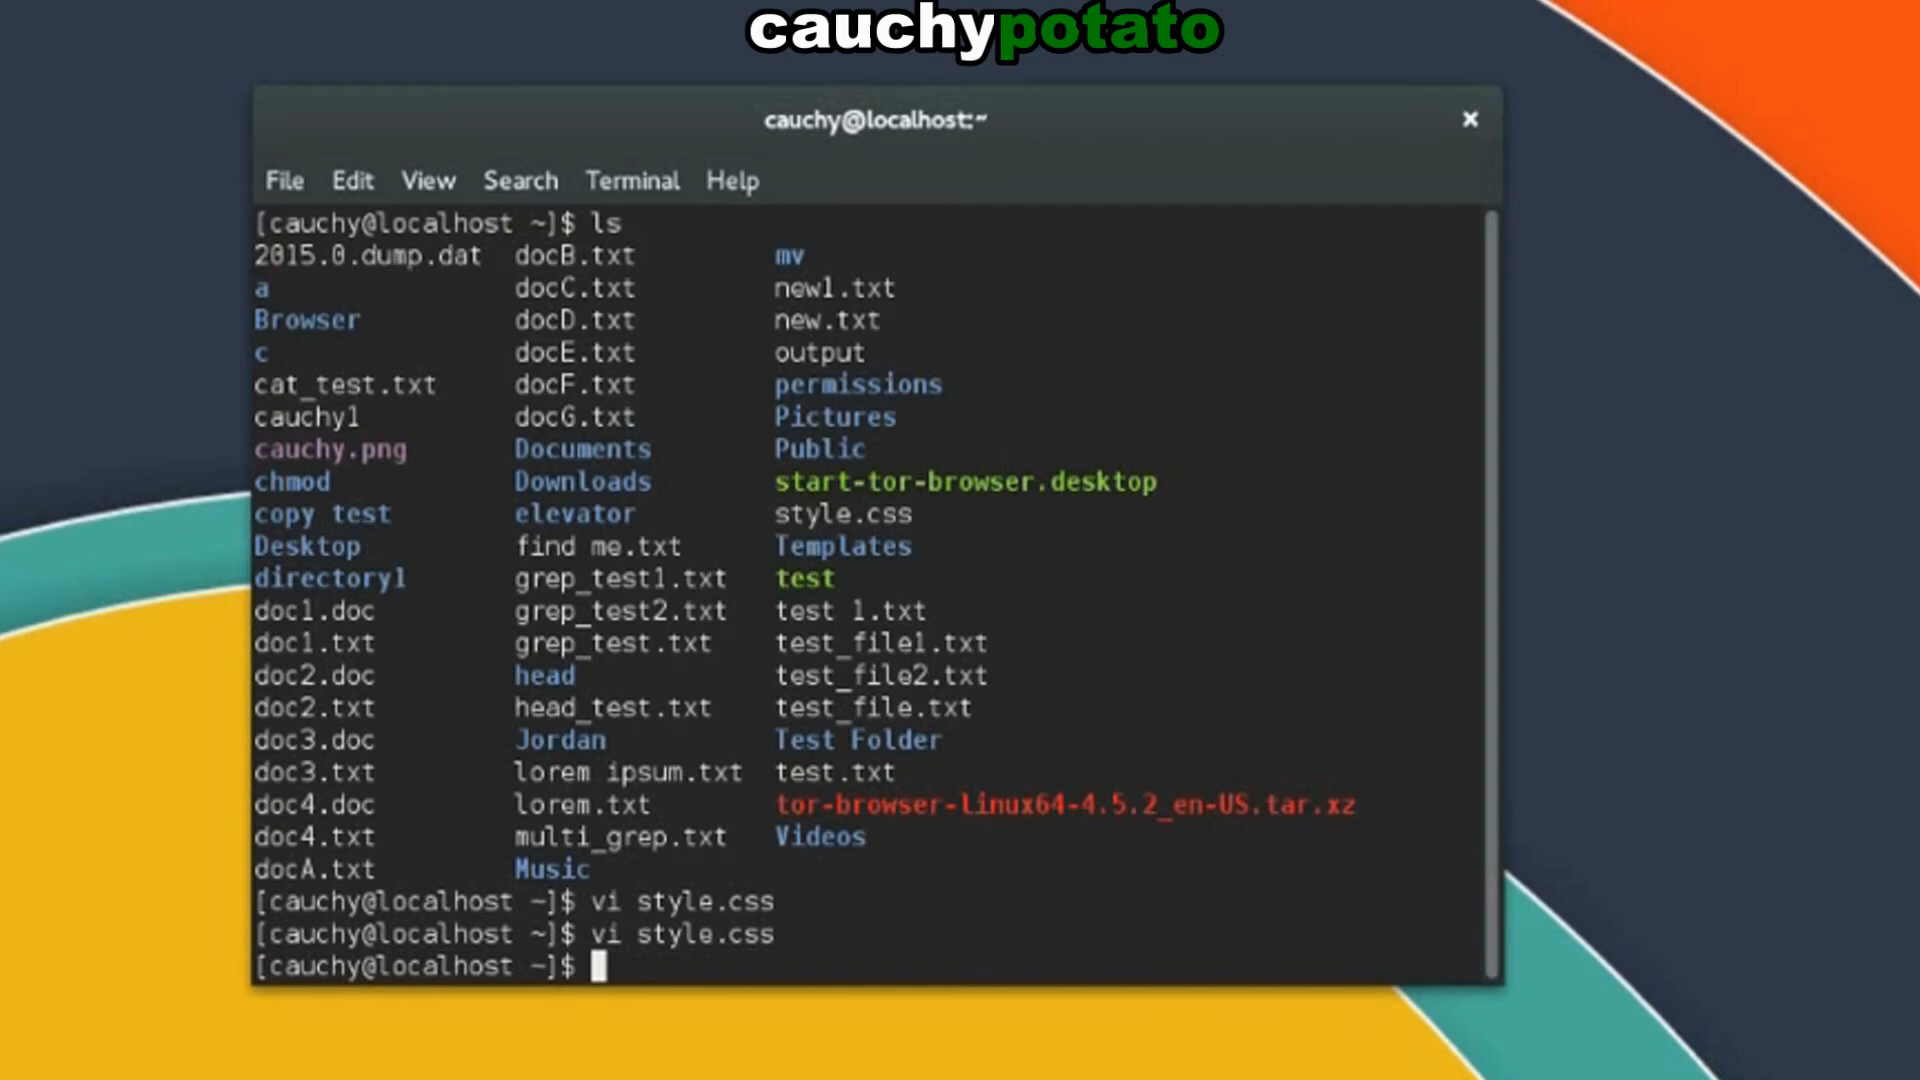 cauchypotato
cauchy@localhost:~
×
File Edit View Search Terminal Help
[cauchy@localhost ~]$ ls
2015.0.dump.dat docB.txt mv
a docC.txt new1.txt
Browser docD.txt new.txt
c docE.txt output
cat_test.txt docF.txt permissions
cauchy1 docG.txt Pictures
cauchy.png Documents Public
chmod Downloads start-tor-browser.desktop
copy test elevator style.css
Desktop find me.txt Templates
directory1 grep_test1.txt test
doc1.doc grep_test2.txt test 1.txt
doc1.txt grep_test.txt test_file1.txt
doc2.doc head test_file2.txt
doc2.txt head_test.txt test_file.txt
doc3.doc Jordan Test Folder
doc3.txt lorem ipsum.txt test.txt
doc4.doc lorem.txt tor-browser-linux64-4.5.2_en-US.tar.xz
doc4.txt multi_grep.txt Videos
docA.txt Music
[cauchy@localhost ~]$ vi style.css
[cauchy@localhost ~]$ vi style.css
[cauchy@localhost ~]$